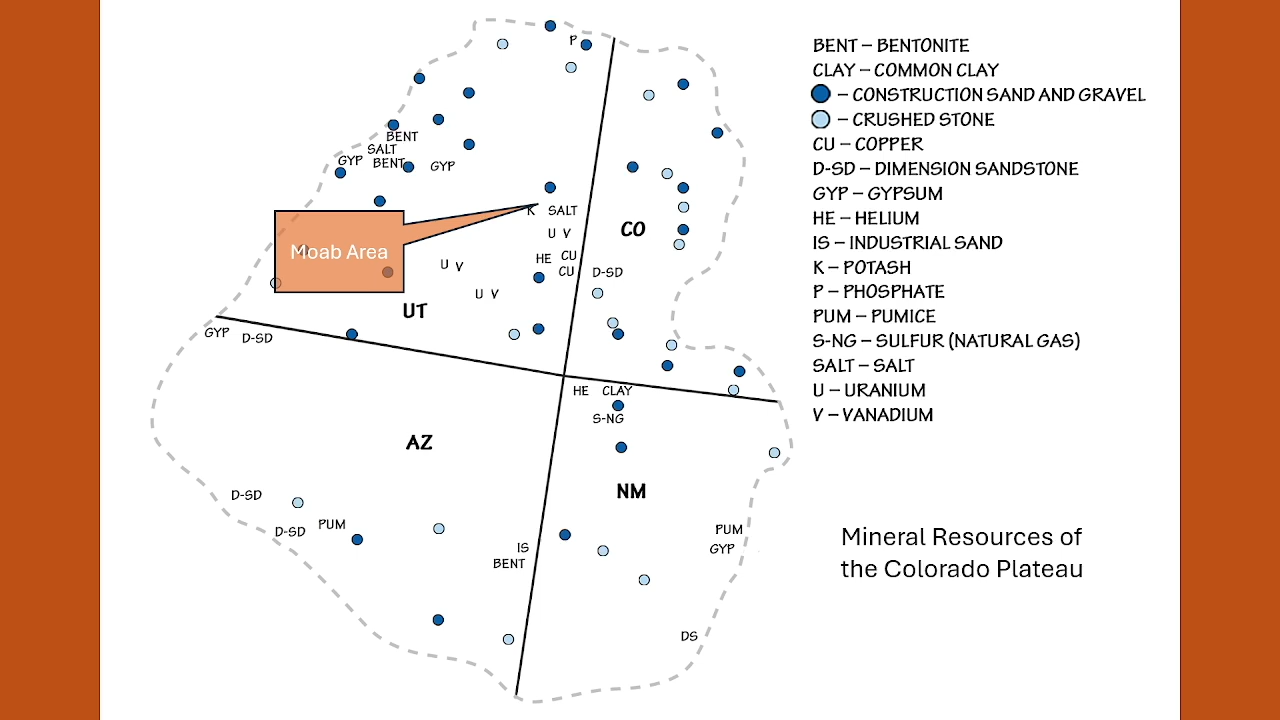 P
BENT
SALT
GYP
BENT
GYP
K SALT
U V
HE CU
CU
U V
U V
D-SD
CO
Moab Area
UT
GYP D-SD
HE CLAY
S-NG
AZ
NM
D-SD
D-SD PUM
IS
BENT
PUM
GYP
DS
BENT – BENTONITE
CLAY – COMMON CLAY
– CONSTRUCTION SAND AND GRAVEL
– CRUSHED STONE
CU – COPPER
D-SD – DIMENSION SANDSTONE
GYP – GYPSUM
HE – HELIUM
IS – INDUSTRIAL SAND
K – POTASH
P – PHOSPHATE
PUM – PUMICE
S-NG – SULFUR (NATURAL GAS)
SALT – SALT
U – URANIUM
V – VANADIUM
Mineral Resources of
the Colorado Plateau